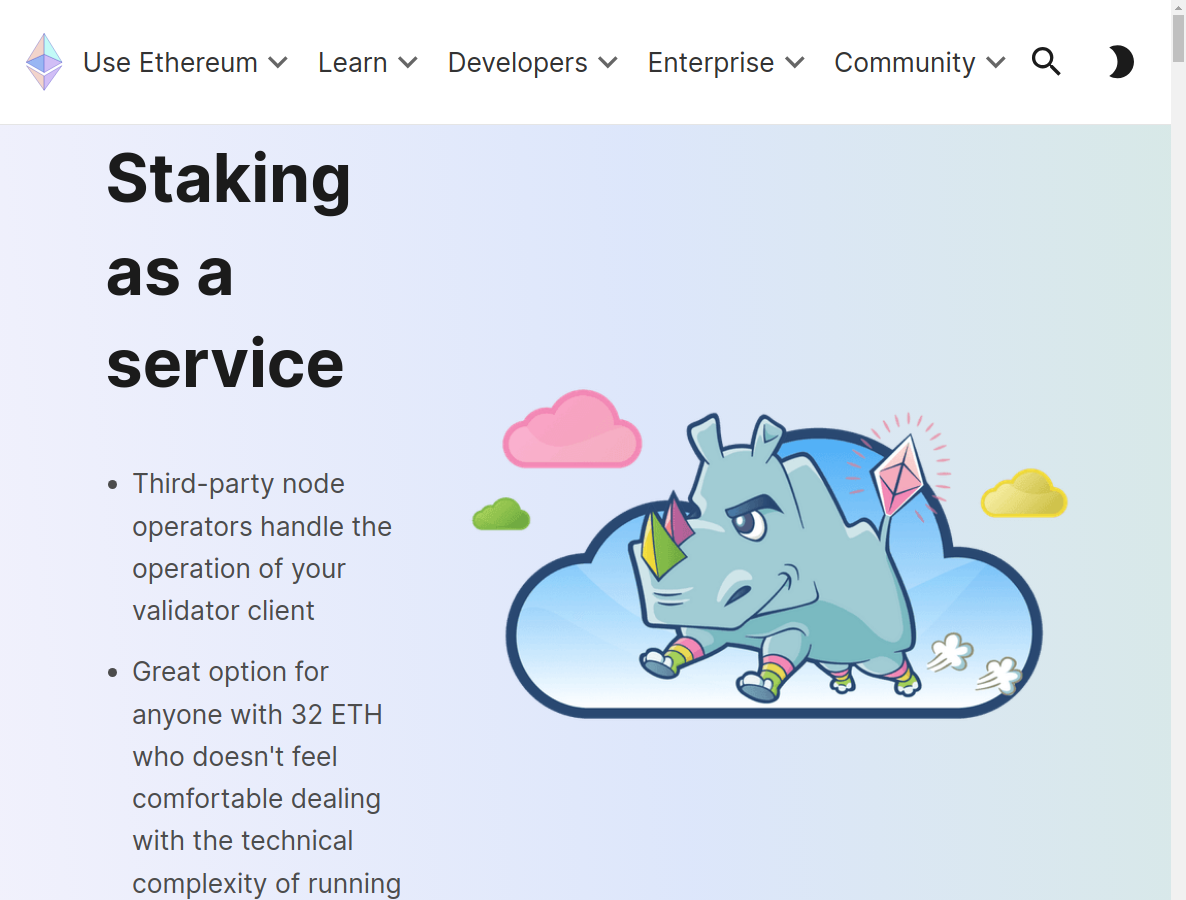 Use Ethereum Learn Developers Enterprise Community
Staking
as a
service
Third-party node
operators handle the
operation of your
validator client
Great option for
anyone with 32 ETH
who doesn't feel
comfortable dealing
with the technical
complexity of running